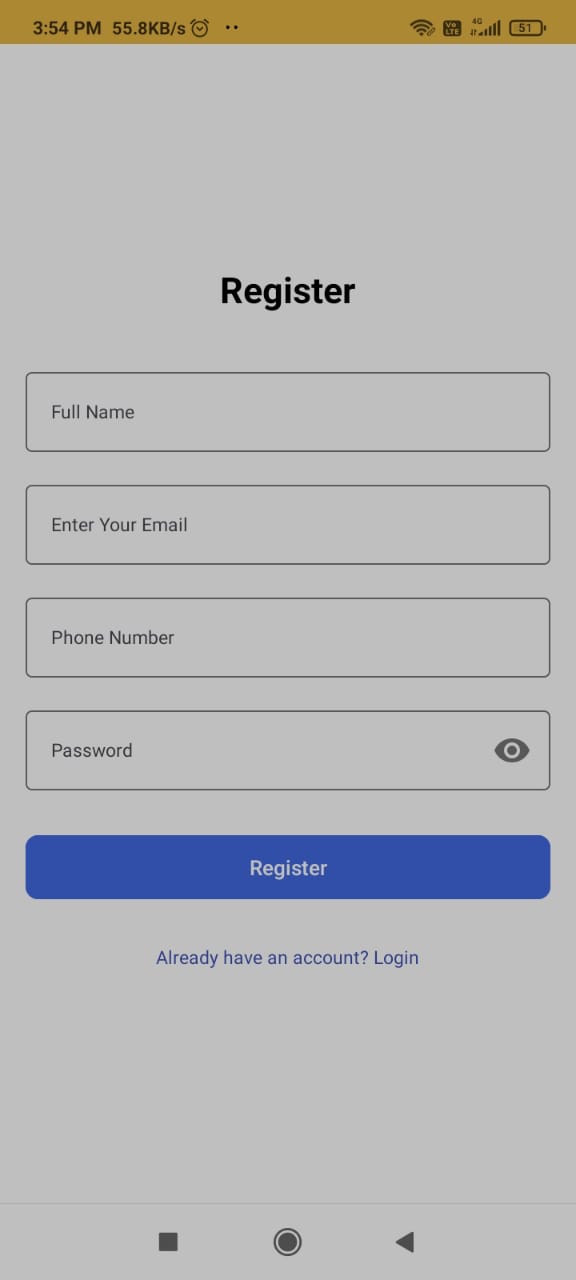 3:54 PM 55.8KB/s
Vo LTE 4G 51
Register
Full Name
Enter Your Email
Phone Number
Password
Register
Already have an account? Login